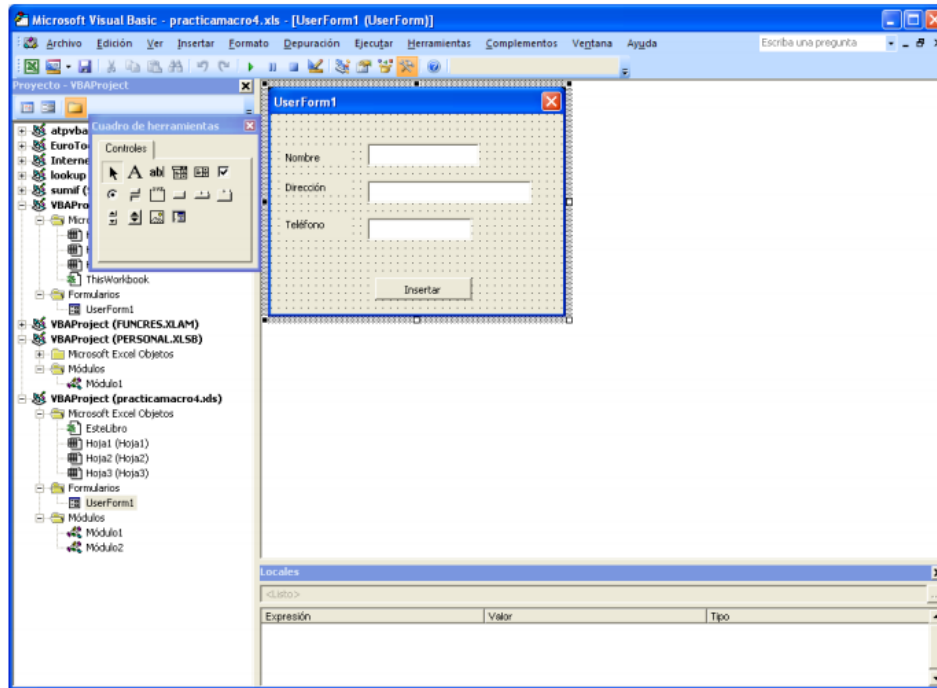 Microsoft Visual Basic - practicamacro4.xls - [UserForm1 (UserForm)]
Archivo Edición Ver Insertar Formato Depuración Ejecutar Herramientas Complementos Ventana Ayuda Escriba una pregunta
Proyecto - VBAProject
atpvba
EuroTo
Interne
lookup
sumif (
VBAPro
Micr
ThisWorkbook
Formularios
UserForm1
VBAProject (FUNCRES.XLAM)
VBAProject (PERSONAL.XLSB)
Microsoft Excel Objetos
Módulos
Módulo1
VBAProject (practicamacro4.xls)
Microsoft Excel Objetos
EsteLibro
Hoja1 (Hoja1)
Hoja2 (Hoja2)
Hoja3 (Hoja3)
Formularios
UserForm1
Módulos
Módulo1
Módulo2
Cuadro de herramientas
Controles
A ab
UserForm1
Nombre
Dirección
Teléfono
Insertar
Locales
<Listo>
Expresión Valor Tipo